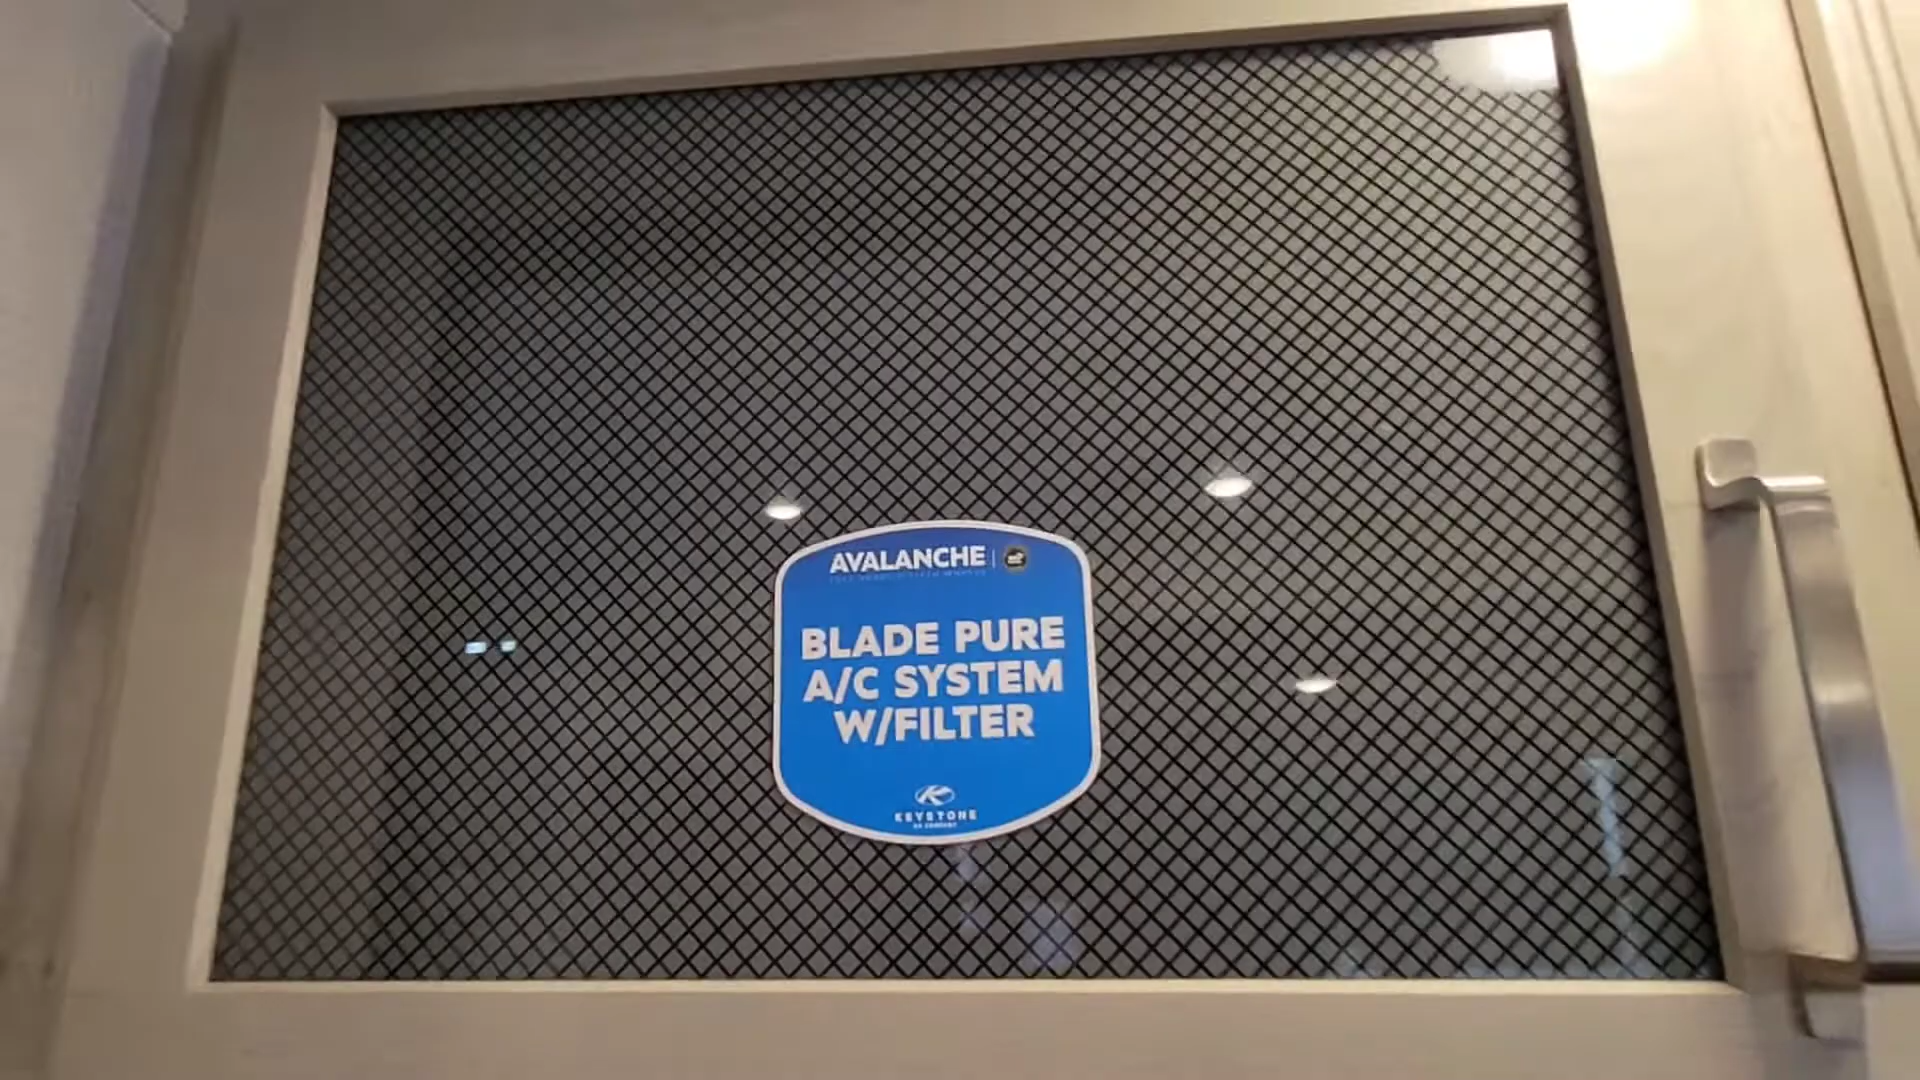 AVALANCHE
BLADE PURE
A/C SYSTEM
W/FILTER
KEYSTONE